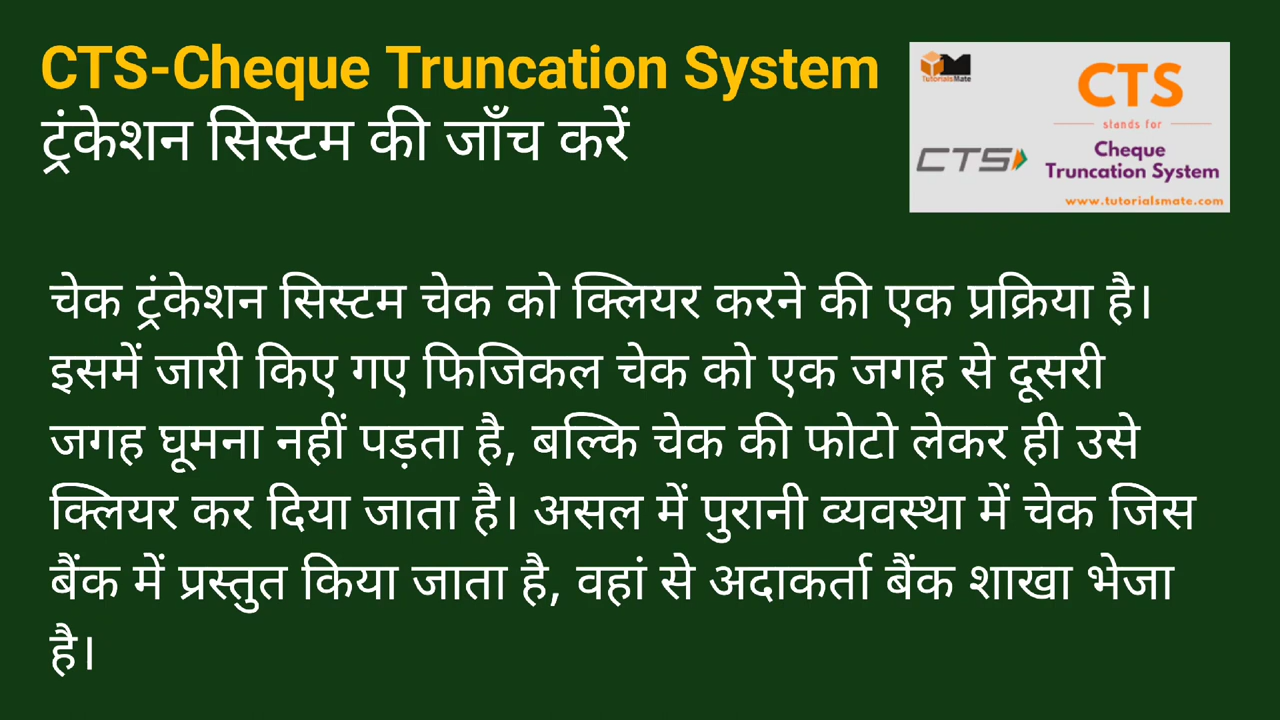 CTS-Cheque Truncation System
ट्रंकेशन सिस्टम की जाँच करें
TutorialsMate
CTS
stands for
CTS
Cheque
Truncation System
www.tutorialsmate.com
चेक ट्रंकेशन सिस्टम चेक को क्लियर करने की एक प्रक्रिया है।
इसमें जारी किए गए फिजिकल चेक को एक जगह से दूसरी
जगह घूमना नहीं पड़ता है, बल्कि चेक की फोटो लेकर ही उसे
क्लियर कर दिया जाता है। असल में पुरानी व्यवस्था में चेक जिस
बैंक में प्रस्तुत किया जाता है, वहां से अदाकर्ता बैंक शाखा भेजा
है।